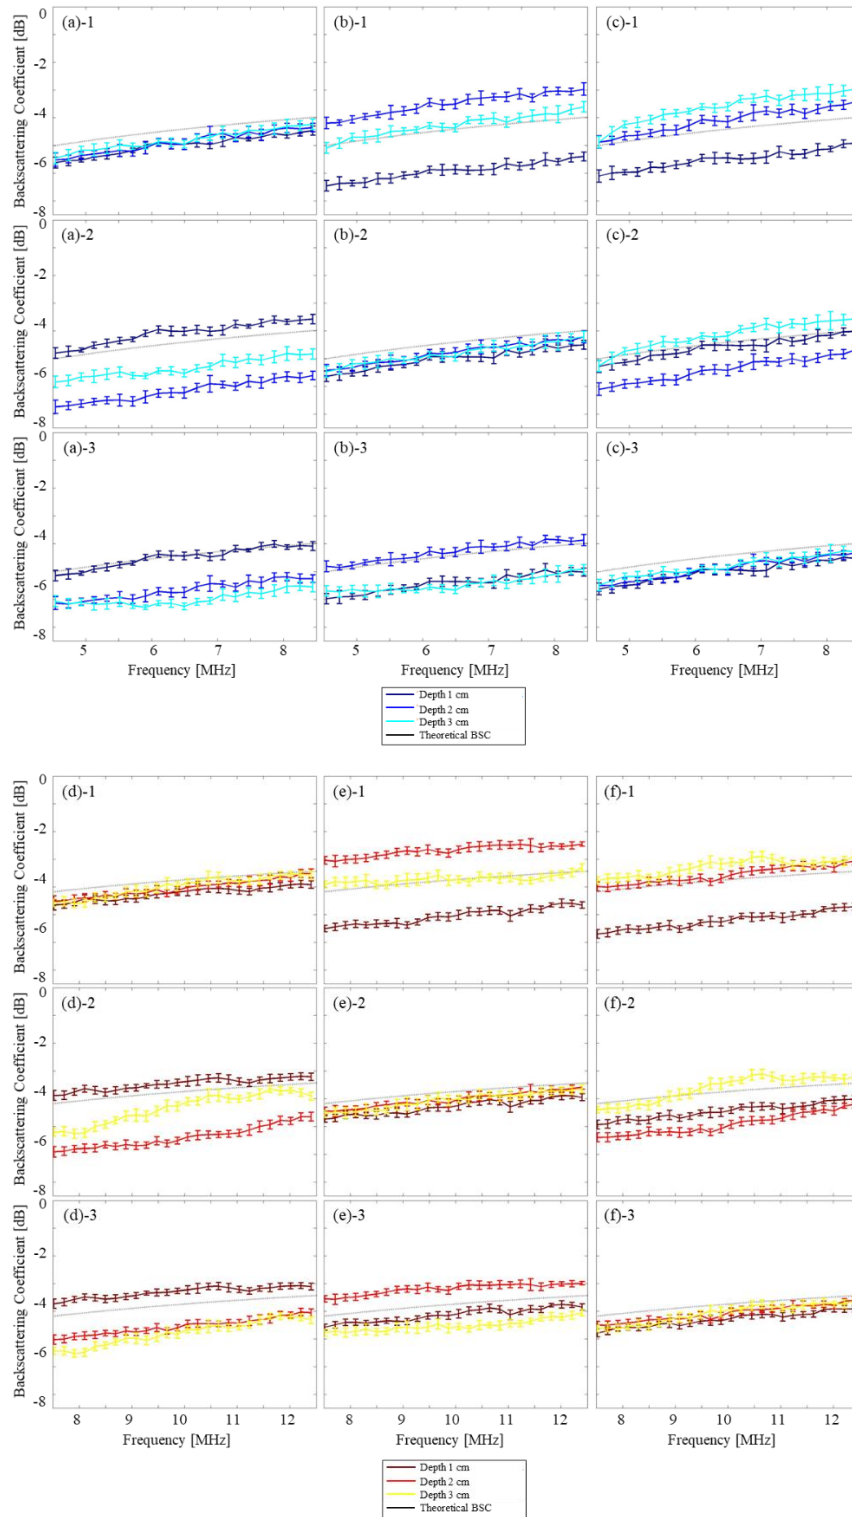 Backscattering Coefficient [dB]
0
-2
-4
-6
-8
(a)-1
(b)-1
(c)-1
Backscattering Coefficient [dB]
0
-2
-4
-6
-8
(a)-2
(b)-2
(c)-2
Backscattering Coefficient [dB]
0
-2
-4
-6
-8
(a)-3
(b)-3
(c)-3
5 6 7 8
5 6 7 8
5 6 7 8
Frequency [MHz]
Frequency [MHz]
Frequency [MHz]
Depth 1 cm
Depth 2 cm
Depth 3 cm
Theoretical BSC
Backscattering Coefficient [dB]
0
-2
-4
-6
-8
(d)-1
(e)-1
(f)-1
Backscattering Coefficient [dB]
0
-2
-4
-6
-8
(d)-2
(e)-2
(f)-2
Backscattering Coefficient [dB]
0
-2
-4
-6
-8
(d)-3
(e)-3
(f)-3
8 9 10 11 12
8 9 10 11 12
8 9 10 11 12
Frequency [MHz]
Frequency [MHz]
Frequency [MHz]
Depth 1 cm
Depth 2 cm
Depth 3 cm
Theoretical BSC